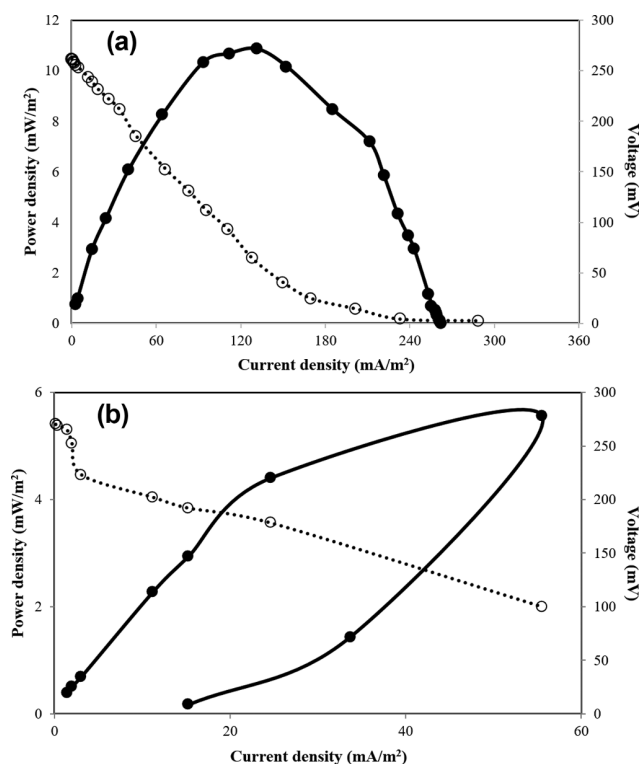 (a)
12
10
8
6
4
2
0
Power density (mW/m²)
300
250
200
150
100
50
0
Voltage (mV)
0 60 120 180 240 300 360
Current density (mA/m²)
(b)
6
4
2
0
Power density (mW/m²)
300
250
200
150
100
50
0
Voltage (mV)
0 20 40 60
Current density (mA/m²)